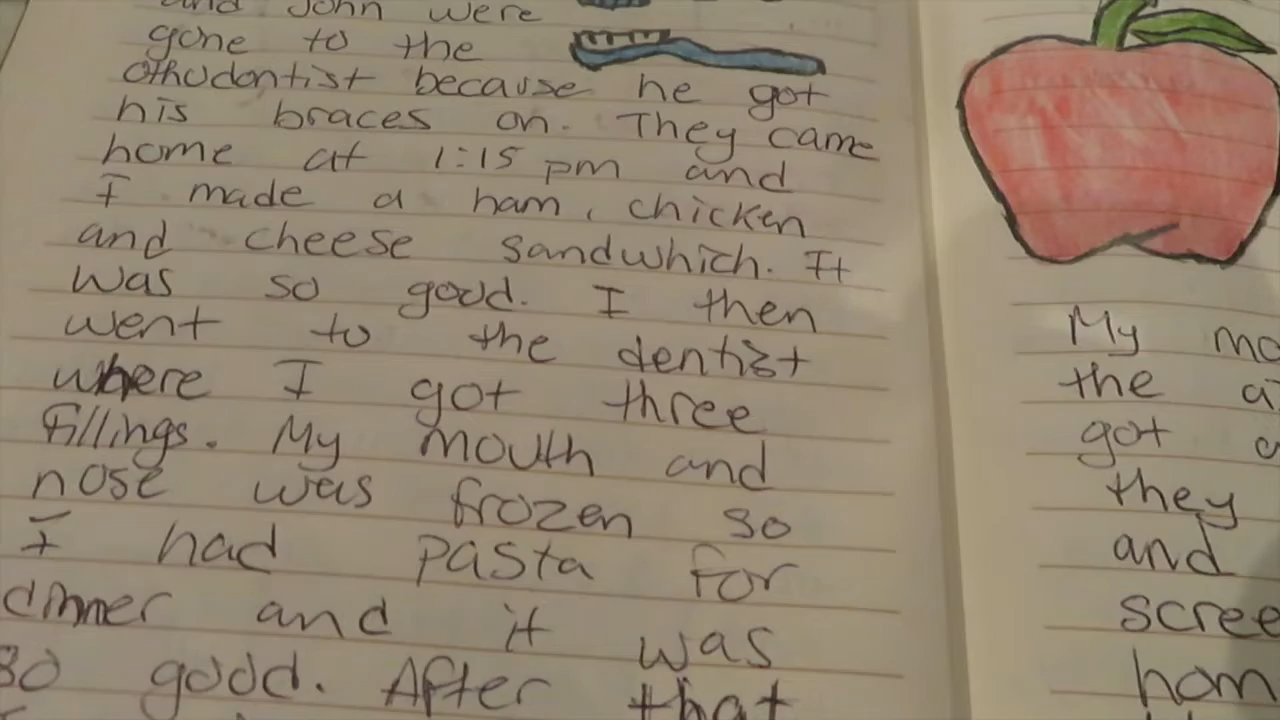 and John were
gone to the
othodontist because he got
his braces on. They came
home at 1:15 pm and
I made a ham, chicken
and cheese sandwhich. It
was so good. I then
went to the dentist
where I got three
fillings. My mouth and
nose was frozen so
I had pasta for
dinner and it was
so good. After that
My
the
got
they
and